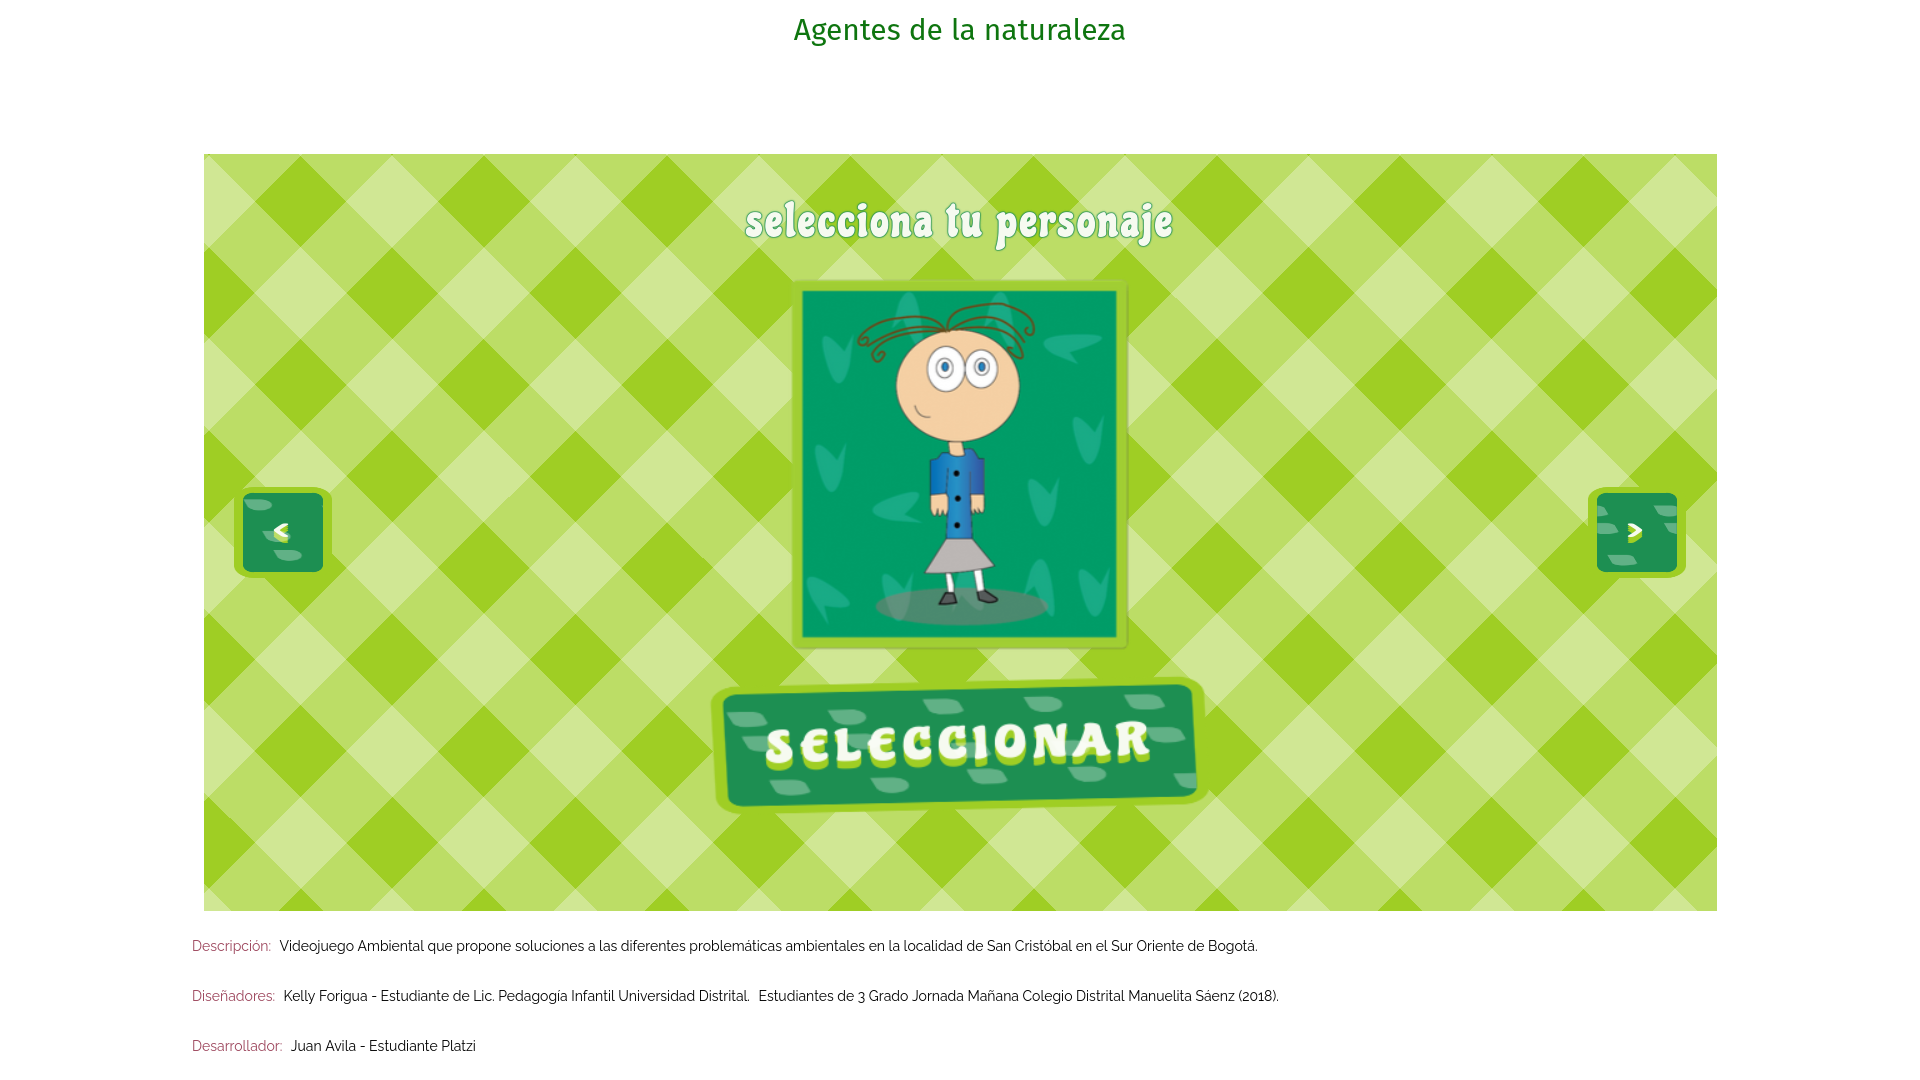 Agentes de la naturaleza
selecciona tu personaje
<
>
SELECCIONAR
Descripción: Videojuego Ambiental que propone soluciones a las diferentes problemáticas ambientales en la localidad de San Cristóbal en el Sur Oriente de Bogotá.
Diseñadores: Kelly Forigua - Estudiante de Lic. Pedagogía Infantil Universidad Distrital. Estudiantes de 3 Grado Jornada Mañana Colegio Distrital Manuelita Sáenz (2018).
Desarrollador: Juan Avila - Estudiante Platzi